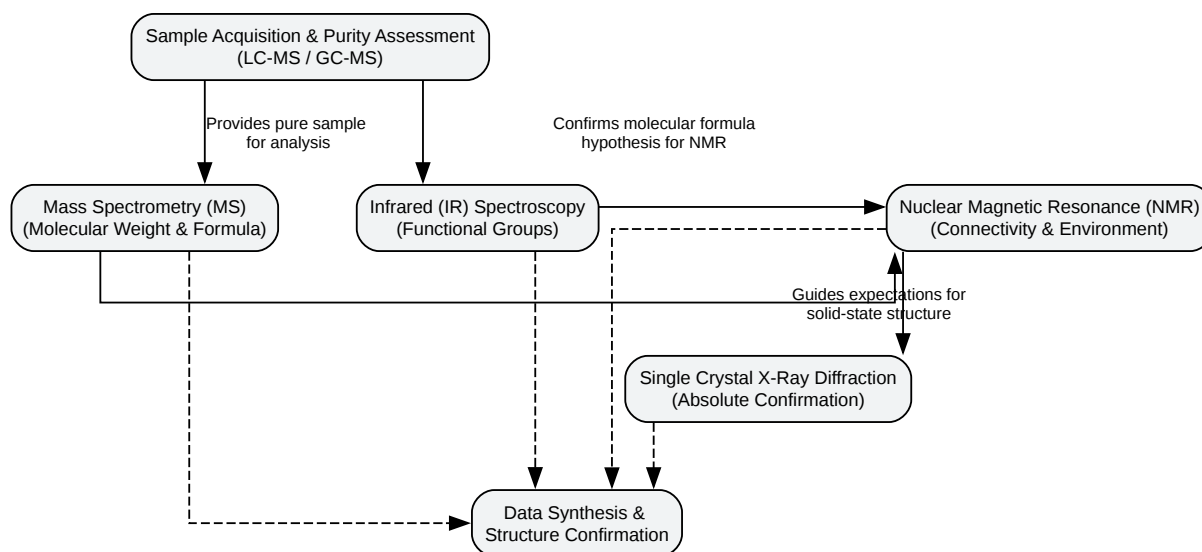 Sample Acquisition & Purity Assessment
(LC-MS / GC-MS)
Provides pure sample
for analysis
Confirms molecular formula
hypothesis for NMR
Mass Spectrometry (MS)
(Molecular Weight & Formula)
Infrared (IR) Spectroscopy
(Functional Groups)
Nuclear Magnetic Resonance (NMR)
(Connectivity & Environment)
Guides expectations for
solid-state structure
Single Crystal X-Ray Diffraction
(Absolute Confirmation)
Data Synthesis &
Structure Confirmation